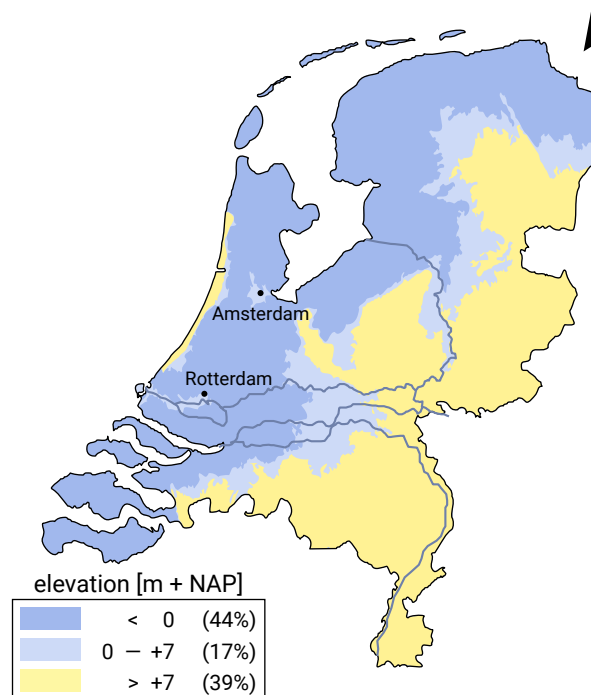 Amsterdam
Rotterdam
elevation [m + NAP]
< 0 (44%)
0 — +7 (17%)
> +7 (39%)